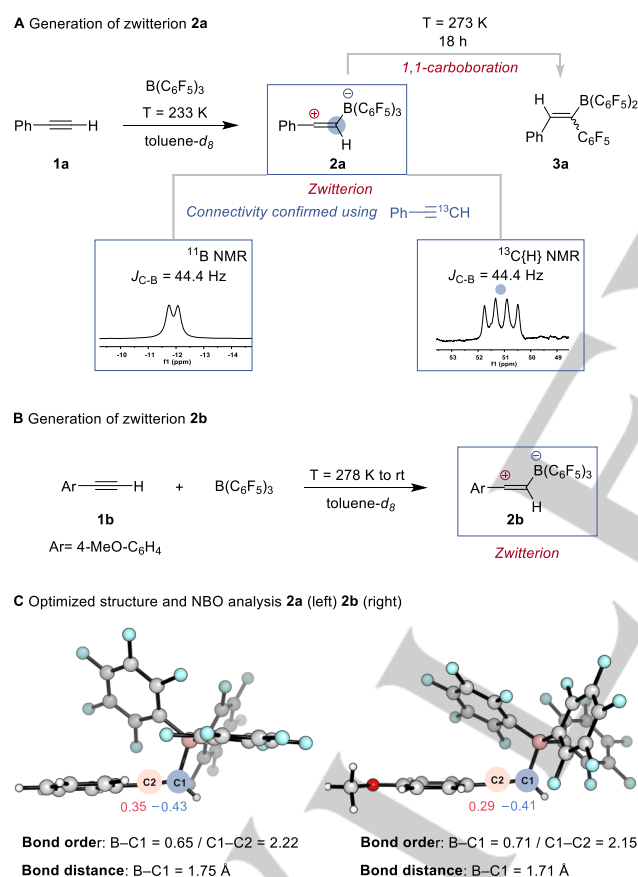 A Generation of zwitterion 2a
T = 273 K
18 h
1,1-carboboration
B(C6F5)3
T = 233 K
toluene-d8
Ph
H
1a
Ph
⊕
⊖
B(C6F5)3
H
2a
H
B(C6F5)2
Ph
C6F5
3a
Zwitterion
Connectivity confirmed using Ph 13CH
11B NMR
JC-B = 44.4 Hz
-10 -11 -12 -13 -14
f1 (ppm)
13C{H} NMR
JC-B = 44.4 Hz
53 52 51 50 49
f1 (ppm)
B Generation of zwitterion 2b
Ar
H
+
B(C6F5)3
1b
Ar= 4-MeO-C6H4
T = 278 K to rt
toluene-d8
Ar
⊕
⊖
B(C6F5)3
H
2b
Zwitterion
C Optimized structure and NBO analysis 2a (left) 2b (right)
C2 C1
0.35 −0.43
C2 C1
0.29 −0.41
Bond order: B–C1 = 0.65 / C1–C2 = 2.22
Bond distance: B–C1 = 1.75 Å
Bond order: B–C1 = 0.71 / C1–C2 = 2.15
Bond distance: B–C1 = 1.71 Å